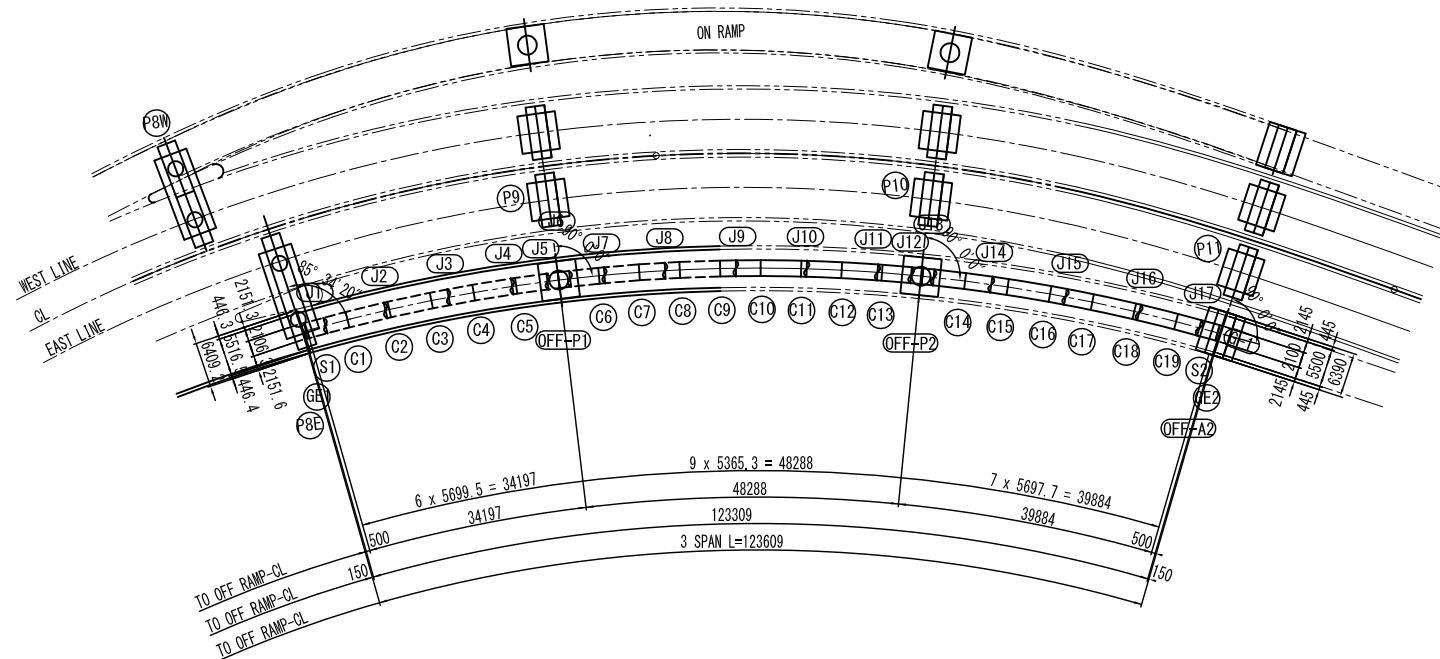 ON RAMP
P8W
P9
P10
P11
WEST LINE
CL
EAST LINE
J1
J2
J3
J4
J5
J7
J8
J9
J10
J11
J12
J13
J14
J15
J16
J17
S1
C1
C2
C3
C4
C5
C6
C7
C8
C9
C10
C11
C12
C13
C14
C15
C16
C17
C18
C19
S2
OFF-P1
OFF-P2
GE1
P8E
GE2
OFF-A2
2151.3
2106.3
2151.6
446.3
5516.5
446.4
2145
2100
2145
445
5500
445
6390
6 x 5699.5 = 34197
9 x 5365.3 = 48288
7 x 5697.7 = 39884
34197
48288
39884
500
123309
500
150
3 SPAN L=123609
150
TO OFF RAMP-CL
TO OFF RAMP-CL
TO OFF RAMP-CL